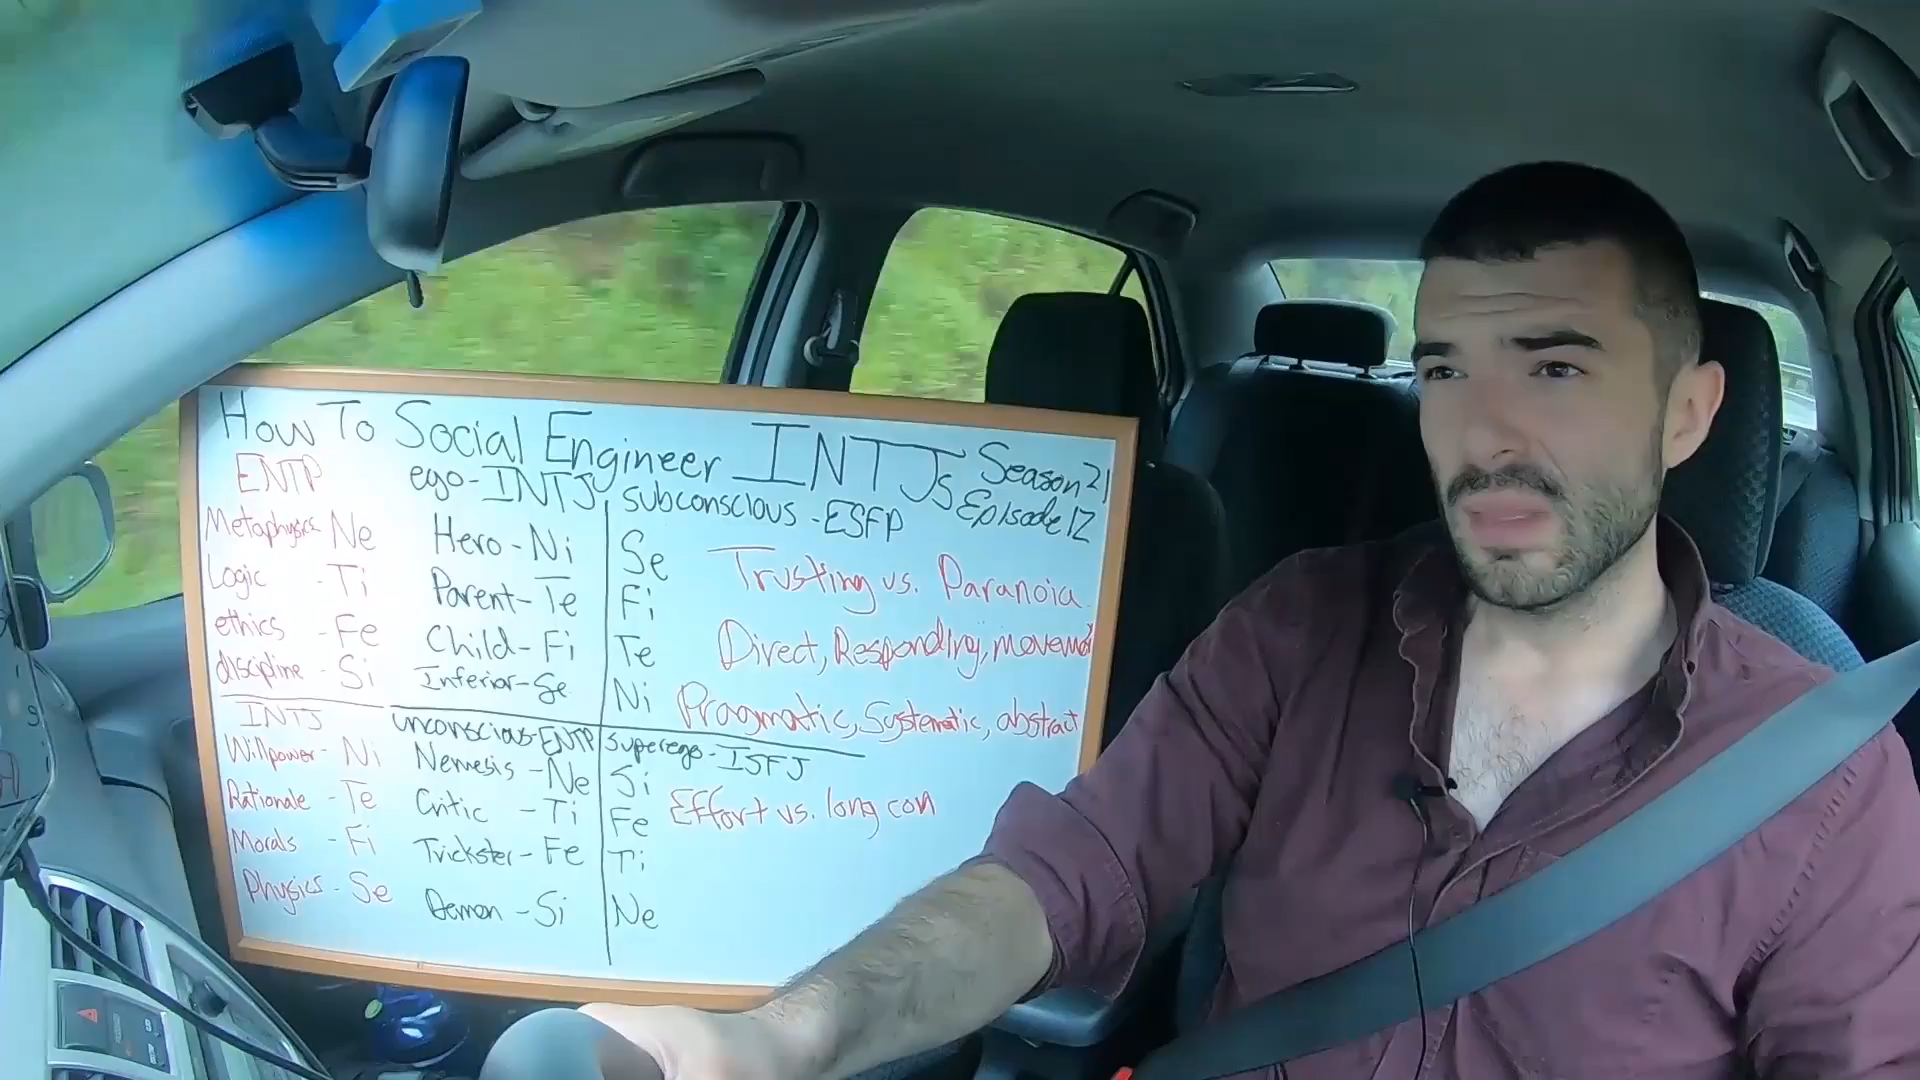 How To Social Engineer INTJs
Season 21
Episode 12
ENTP
Metaphysics - Ne
Logic - Ti
ethics - Fe
discipline - Si
INTJ
Willpower - Ni
Rationale - Te
Morals - Fi
Physics - Se
ego - INTJ
Hero - Ni
Parent - Te
Child - Fi
Inferior - Se
subconscious - ESFP
Se
Fi
Te
Ni
unconscious - ENTP
Nemesis - Ne
Critic - Ti
Trickster - Fe
Demon - Si
superego - ISFJ
Si
Fe
Ti
Ne
Trusting vs. Paranoia
Direct, Responding, movement
Pragmatic, Systematic, abstract
Effort vs. long con